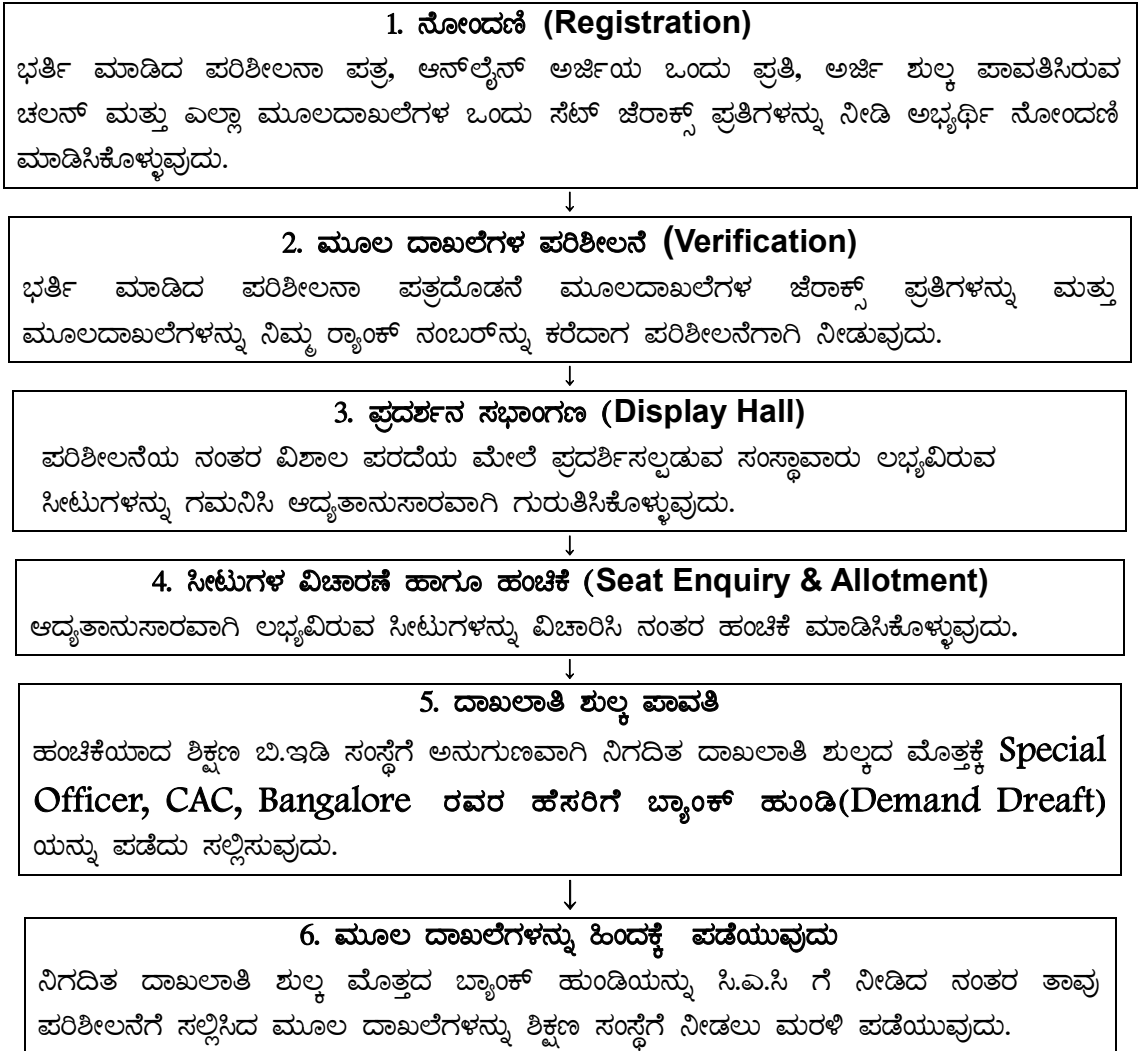 1. ನೋಂದಣಿ (Registration)
ಭರ್ತಿ ಮಾಡಿದ ಪರಿಶೀಲನಾ ಪತ್ರ, ಆನ್‌ಲೈನ್ ಅರ್ಜಿಯ ಒಂದು ಪ್ರತಿ, ಅರ್ಜಿ ಶುಲ್ಕ ಪಾವತಿಸಿರುವ
ಚಲನ್ ಮತ್ತು ಎಲ್ಲಾ ಮೂಲದಾಖಲೆಗಳ ಒಂದು ಸೆಟ್ ಜೆರಾಕ್ಸ್ ಪ್ರತಿಗಳನ್ನು ನೀಡಿ ಅಭ್ಯರ್ಥಿ ನೋಂದಣಿ
ಮಾಡಿಸಿಕೊಳ್ಳುವುದು.
↓
2. ಮೂಲ ದಾಖಲೆಗಳ ಪರಿಶೀಲನೆ (Verification)
ಭರ್ತಿ ಮಾಡಿದ ಪರಿಶೀಲನಾ ಪತ್ರದೊಡನೆ ಮೂಲದಾಖಲೆಗಳ ಜೆರಾಕ್ಸ್ ಪ್ರತಿಗಳನ್ನು ಮತ್ತು
ಮೂಲದಾಖಲೆಗಳನ್ನು ನಿಮ್ಮ ರ‍್ಯಾಂಕ್ ನಂಬರ್‌ನ್ನು ಕರೆದಾಗ ಪರಿಶೀಲನೆಗಾಗಿ ನೀಡುವುದು.
↓
3. ಪ್ರದರ್ಶನ ಸಭಾಂಗಣ (Display Hall)
ಪರಿಶೀಲನೆಯ ನಂತರ ವಿಶಾಲ ಪರದೆಯ ಮೇಲೆ ಪ್ರದರ್ಶಿಸಲ್ಪಡುವ ಸಂಸ್ಥಾವಾರು ಲಭ್ಯವಿರುವ
ಸೀಟುಗಳನ್ನು ಗಮನಿಸಿ ಆದ್ಯತಾನುಸಾರವಾಗಿ ಗುರುತಿಸಿಕೊಳ್ಳುವುದು.
↓
4. ಸೀಟುಗಳ ವಿಚಾರಣೆ ಹಾಗೂ ಹಂಚಿಕೆ (Seat Enquiry & Allotment)
ಆದ್ಯತಾನುಸಾರವಾಗಿ ಲಭ್ಯವಿರುವ ಸೀಟುಗಳನ್ನು ವಿಚಾರಿಸಿ ನಂತರ ಹಂಚಿಕೆ ಮಾಡಿಸಿಕೊಳ್ಳುವುದು.
↓
5. ದಾಖಲಾತಿ ಶುಲ್ಕ ಪಾವತಿ
ಹಂಚಿಕೆಯಾದ ಶಿಕ್ಷಣ ಬಿ.ಇಡಿ ಸಂಸ್ಥೆಗೆ ಅನುಗುಣವಾಗಿ ನಿಗದಿತ ದಾಖಲಾತಿ ಶುಲ್ಕದ ಮೊತ್ತಕ್ಕೆ Special
Officer, CAC, Bangalore ರವರ ಹೆಸರಿಗೆ ಬ್ಯಾಂಕ್ ಹುಂಡಿ(Demand Dreaft)
ಯನ್ನು ಪಡೆದು ಸಲ್ಲಿಸುವುದು.
↓
6. ಮೂಲ ದಾಖಲೆಗಳನ್ನು ಹಿಂದಕ್ಕೆ ಪಡೆಯುವುದು
ನಿಗದಿತ ದಾಖಲಾತಿ ಶುಲ್ಕ ಮೊತ್ತದ ಬ್ಯಾಂಕ್ ಹುಂಡಿಯನ್ನು ಸಿ.ಎ.ಸಿ ಗೆ ನೀಡಿದ ನಂತರ ತಾವು
ಪರಿಶೀಲನೆಗೆ ಸಲ್ಲಿಸಿದ ಮೂಲ ದಾಖಲೆಗಳನ್ನು ಶಿಕ್ಷಣ ಸಂಸ್ಥೆಗೆ ನೀಡಲು ಮರಳಿ ಪಡೆಯುವುದು.